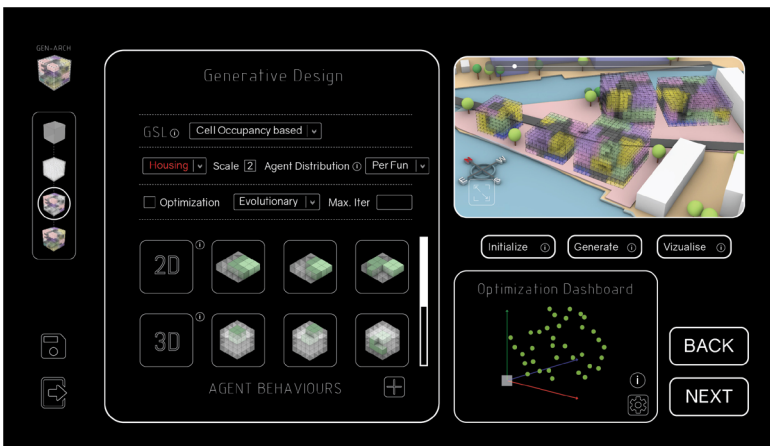 GEN-ARCH
Generative Design
GSL
Cell Occupancy based
Housing
Scale 2
Agent Distribution
Per Fun
Optimization
Evolutionary
Max. Iter
2D
3D
AGENT BEHAVIOURS
W
E
Initialize
Generate
Vizualise
Optimization Dashboard
BACK
NEXT